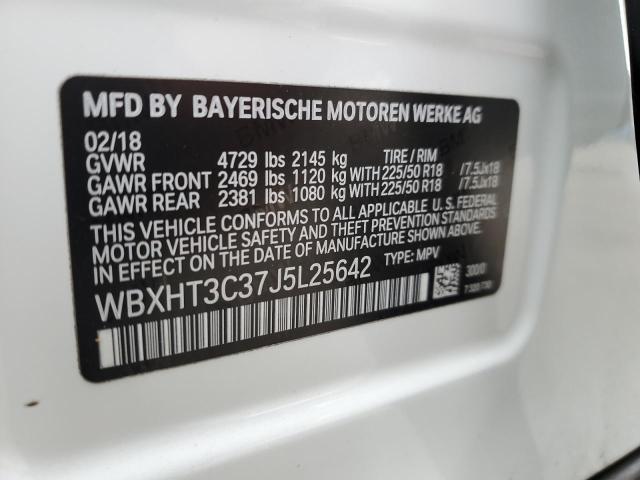 MFD BY BAYERISCHE MOTOREN WERKE AG
02/18
GVWR 4729 lbs 2145 kg TIRE / RIM
GAWR FRONT 2469 lbs 1120 kg WITH 225/50 R18 /7.5Jx18
GAWR REAR 2381 lbs 1080 kg WITH 225/50 R18 /7.5Jx18
THIS VEHICLE CONFORMS TO ALL APPLICABLE U. S. FEDERAL
MOTOR VEHICLE SAFETY AND THEFT PREVENTION STANDARDS
IN EFFECT ON THE DATE OF MANUFACTURE SHOWN ABOVE.
WBXHT3C37J5L25642 TYPE: MPV
300/0